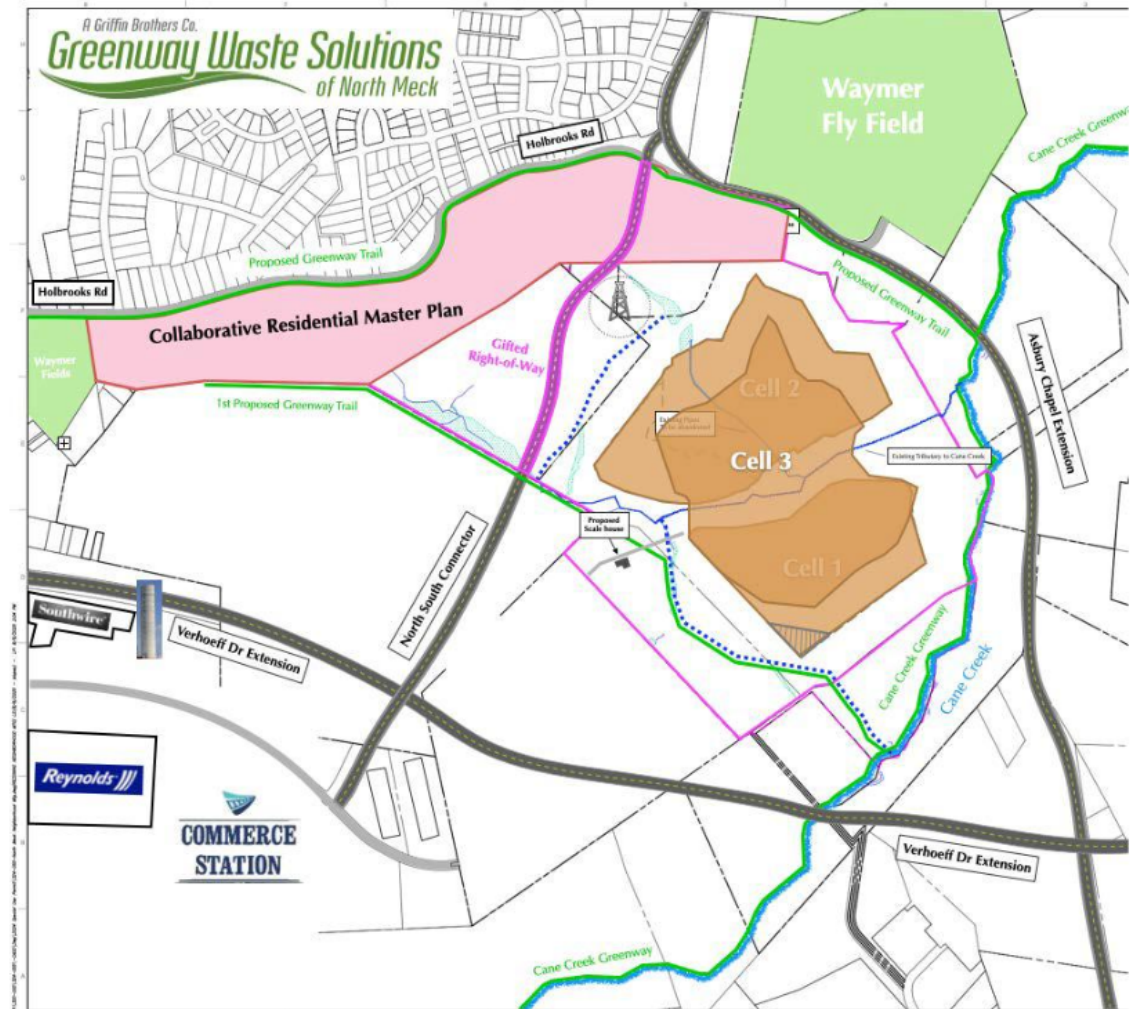 A Griffin Brothers Co.
Greenway Waste Solutions
of North Meck
Waymer
Fly Field
Holbrooks Rd
Cane Creek Greenway
Proposed Greenway Trail
Holbrooks Rd
Proposed Greenway Trail
Collaborative Residential Master Plan
Gifted
Right-of-Way
Waymer
Fields
1st Proposed Greenway Trail
Cell 2
Asbury Chapel Extension
Cell 3
Existing Tributary to Cane Creek
Proposed
Scale house
Cell 1
North South Connector
Southwire
Verhoeff Dr Extension
Cane Creek Greenway
Cane Creek
Reynolds
COMMERCE
STATION
Verhoeff Dr Extension
Cane Creek Greenway